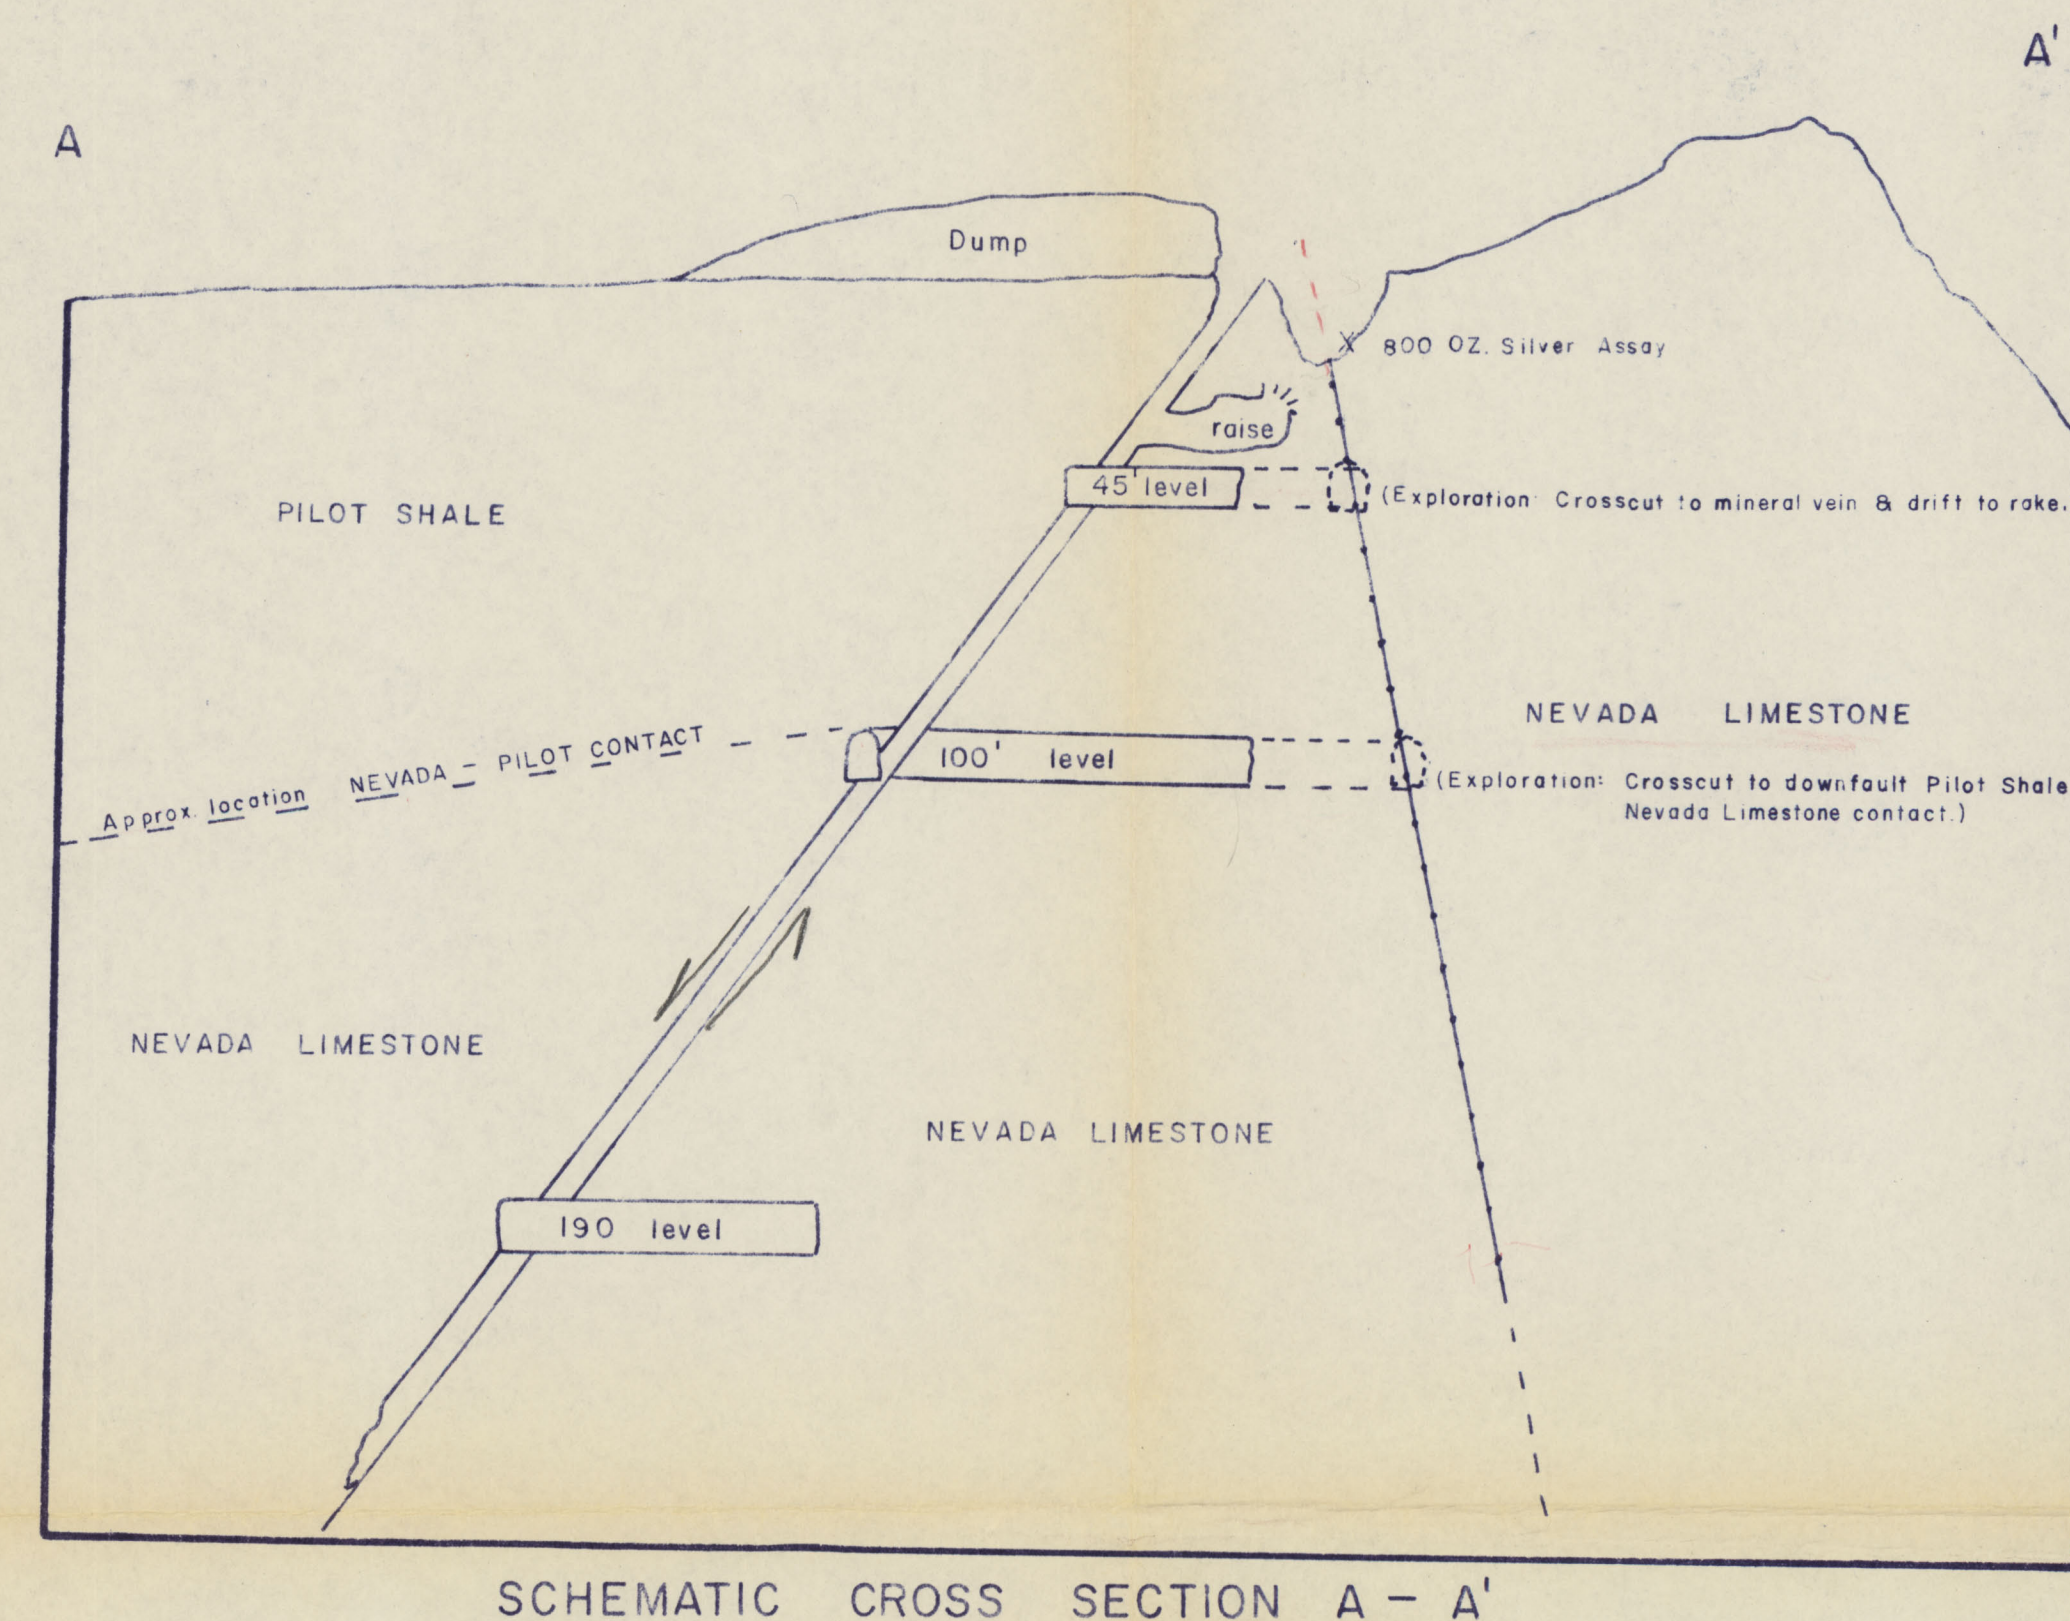 A'
A
Dump
800 OZ. Silver Assay
raise
45' level
(Exploration: Crosscut to mineral vein & drift to rake.
PILOT SHALE
NEVADA LIMESTONE
Approx. location NEVADA - PILOT CONTACT
100' level
(Exploration: Crosscut to downfault Pilot Shale
Nevada Limestone contact.)
NEVADA LIMESTONE
NEVADA LIMESTONE
190 level
SCHEMATIC CROSS SECTION A - A'